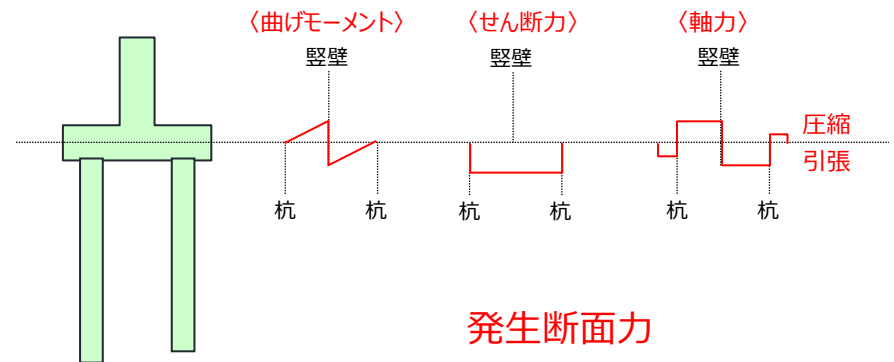 〈曲げモーメント〉 〈せん断力〉 〈軸力〉
竪壁 竪壁 竪壁
圧縮
引張
杭 杭 杭 杭 杭 杭
発生断面力